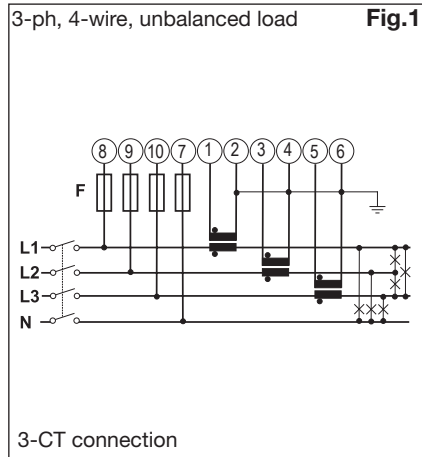 3-ph, 4-wire, unbalanced load Fig.1
8 9 10 7 1 2 3 4 5 6
F
L1
L2
L3
N
3-CT connection